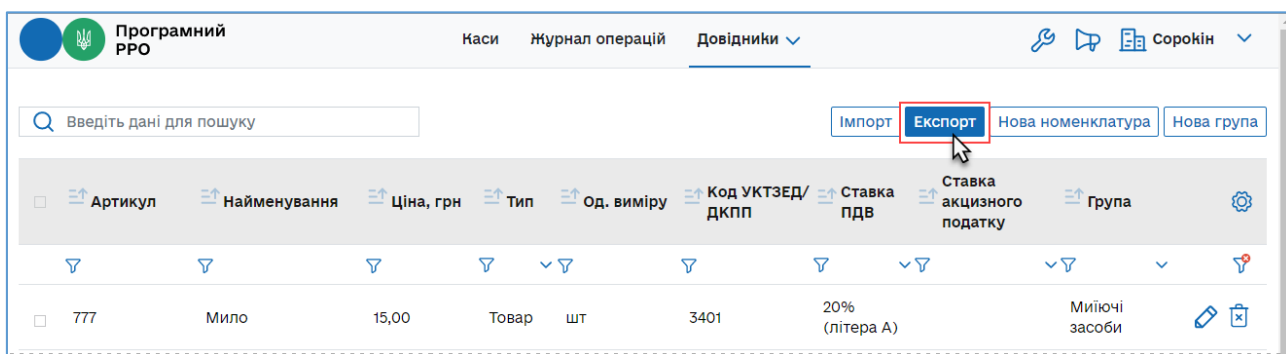 Програмний
РРО
Каси Журнал операцій Довідники Сорокін
Введіть дані для пошуку Імпорт Експорт Нова номенклатура Нова група
Артикул Найменування Ціна, грн Тип Од. виміру Код УКТЗЕД/ Ставка Ставка Група
ДКПП ПДВ акцизного
податку
777 Мило 15,00 Товар шт 3401 20% Миючі
(літера А) засоби